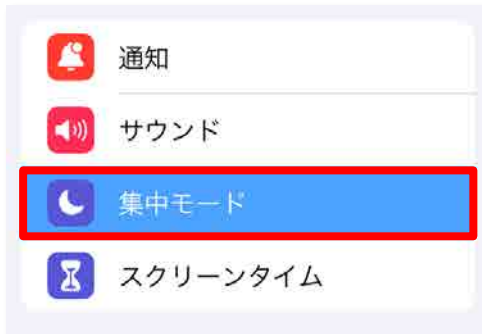 通知
サウンド
集中モード
スクリーンタイム